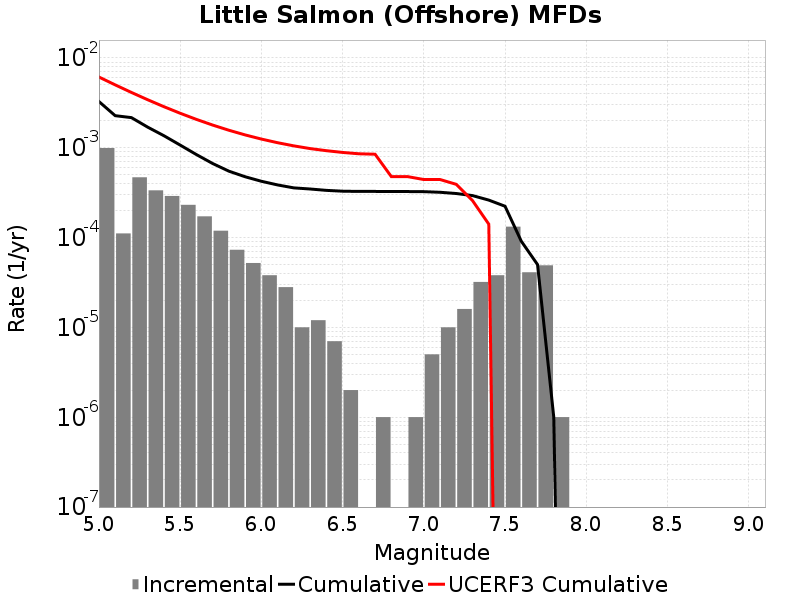 Little Salmon (Offshore) MFDs
10-2
10-3
10-4
10-5
10-6
10-7
Rate (1/yr)
5.0 5.5 6.0 6.5 7.0 7.5 8.0 8.5 9.0
Magnitude
Incremental Cumulative UCERF3 Cumulative